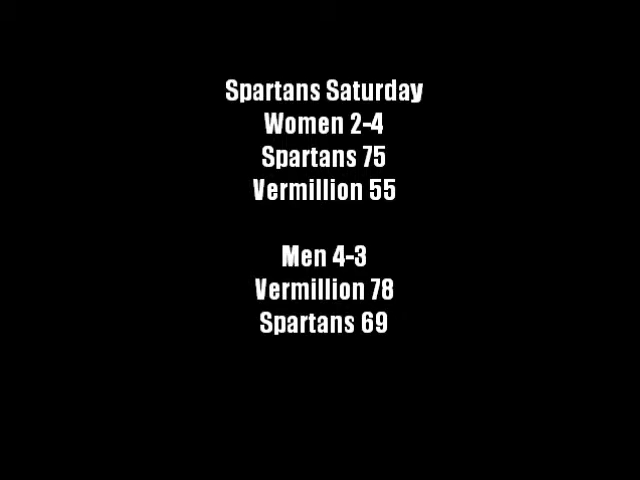 Spartans Saturday
Women 2-4
Spartans 75
Vermillion 55
Men 4-3
Vermillion 78
Spartans 69